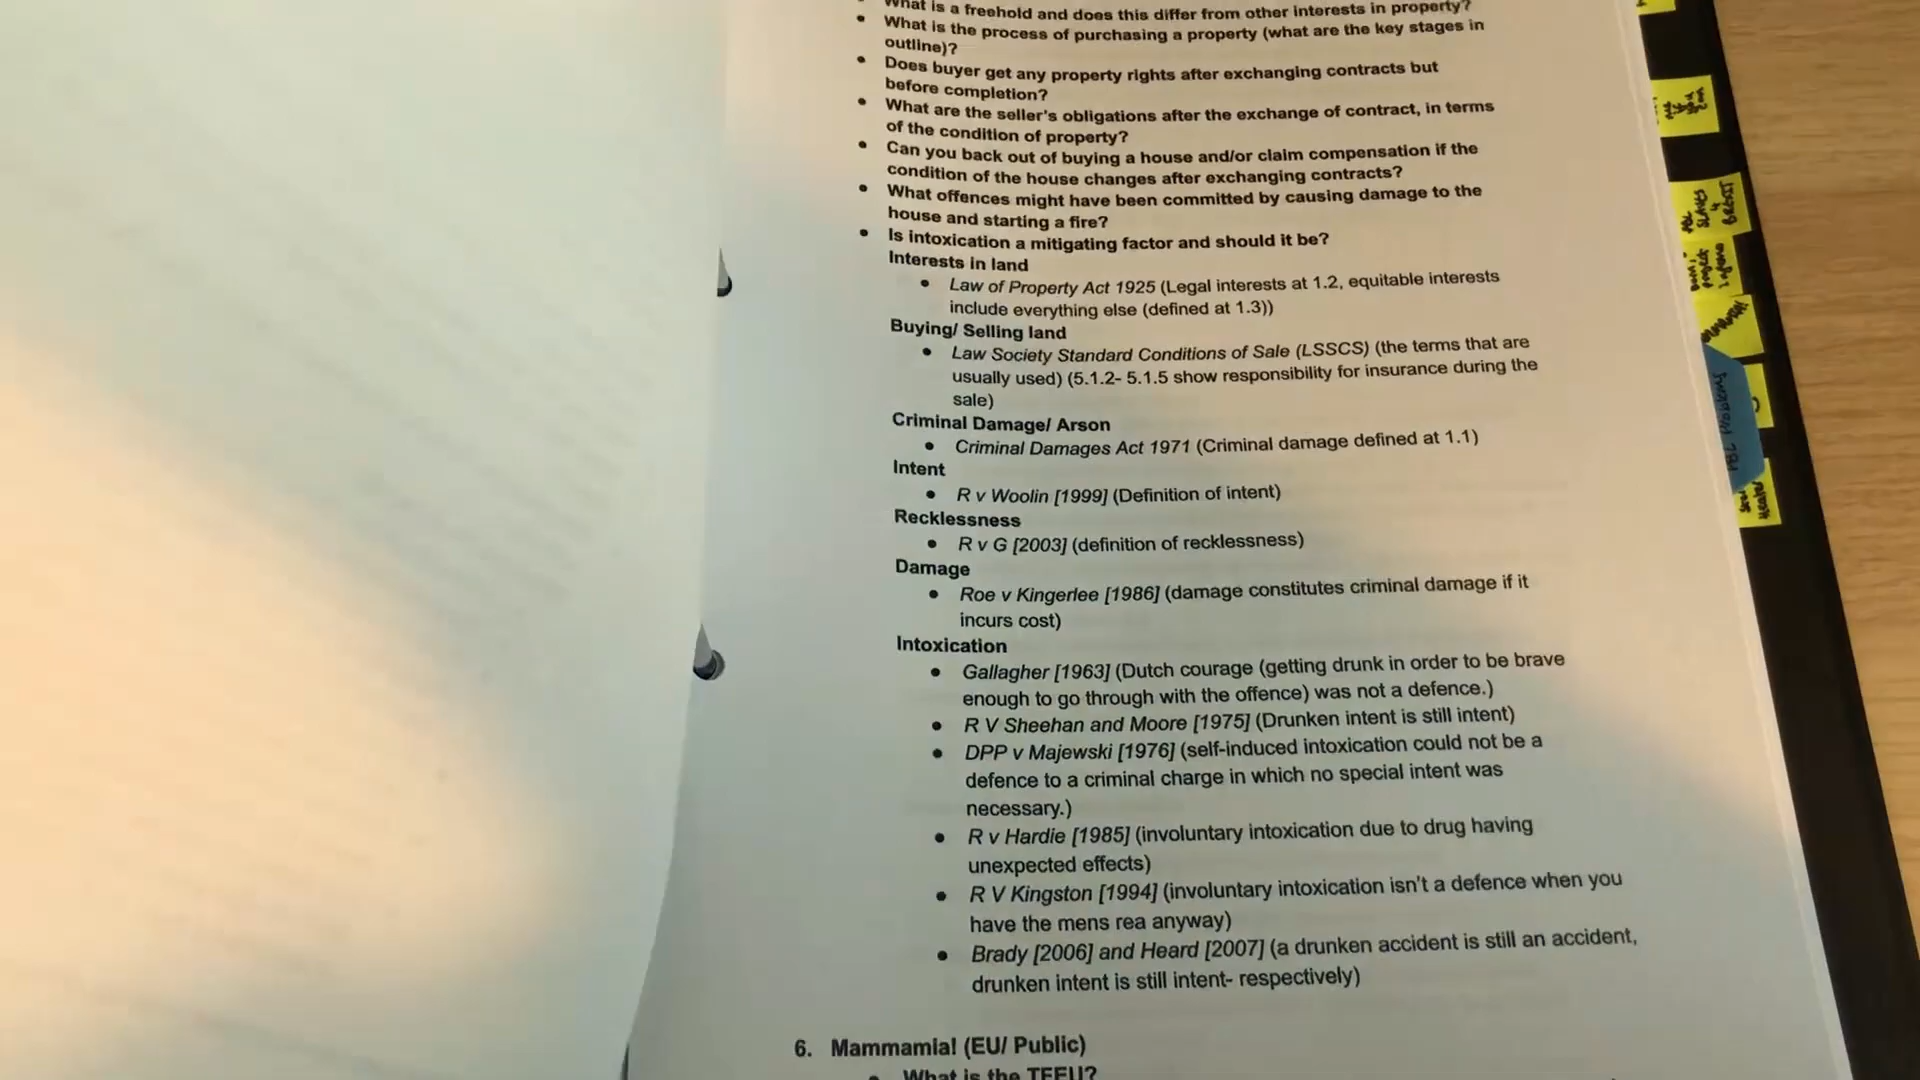 What is a freehold and does this differ from other interests in property?
What is the process of purchasing a property (what are the key stages in
outline)?
Does buyer get any property rights after exchanging contracts but
before completion?
What are the seller's obligations after the exchange of contract, in terms
of the condition of property?
Can you back out of buying a house and/or claim compensation if the
condition of the house changes after exchanging contracts?
What offences might have been committed by causing damage to the
house and starting a fire?
Is intoxication a mitigating factor and should it be?
Interests in land
Law of Property Act 1925 (Legal interests at 1.2, equitable interests
include everything else (defined at 1.3))
Buying/ Selling land
Law Society Standard Conditions of Sale (LSSCS) (the terms that are
usually used) (5.1.2- 5.1.5 show responsibility for insurance during the
sale)
Criminal Damage/ Arson
Criminal Damages Act 1971 (Criminal damage defined at 1.1)
Intent
R v Woolin [1999] (Definition of intent)
Recklessness
R v G [2003] (definition of recklessness)
Damage
Roe v Kingerlee [1986] (damage constitutes criminal damage if it
incurs cost)
Intoxication
Gallagher [1963] (Dutch courage (getting drunk in order to be brave
enough to go through with the offence) was not a defence.)
R V Sheehan and Moore [1975] (Drunken intent is still intent)
DPP v Majewski [1976] (self-induced intoxication could not be a
defence to a criminal charge in which no special intent was
necessary.)
R v Hardie [1985] (involuntary intoxication due to drug having
unexpected effects)
R V Kingston [1994] (involuntary intoxication isn't a defence when you
have the mens rea anyway)
Brady [2006] and Heard [2007] (a drunken accident is still an accident,
drunken intent is still intent- respectively)
6. Mammamia! (EU/ Public)
What is the TFEU?
PBL
SLAVES
4
BREXIT